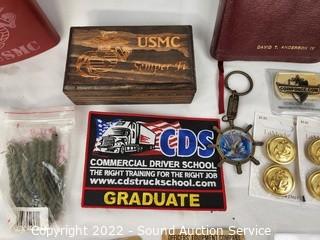 USMC
USMC
Semper Fi
DAVID T. ANDERSON IV
CDS
COMMERCIAL DRIVER SCHOOL
THE RIGHT TRAINING FOR THE RIGHT JOB
www.cdstruckschool.com
GRADUATE
Copyright 2022 - Sound Auction Service